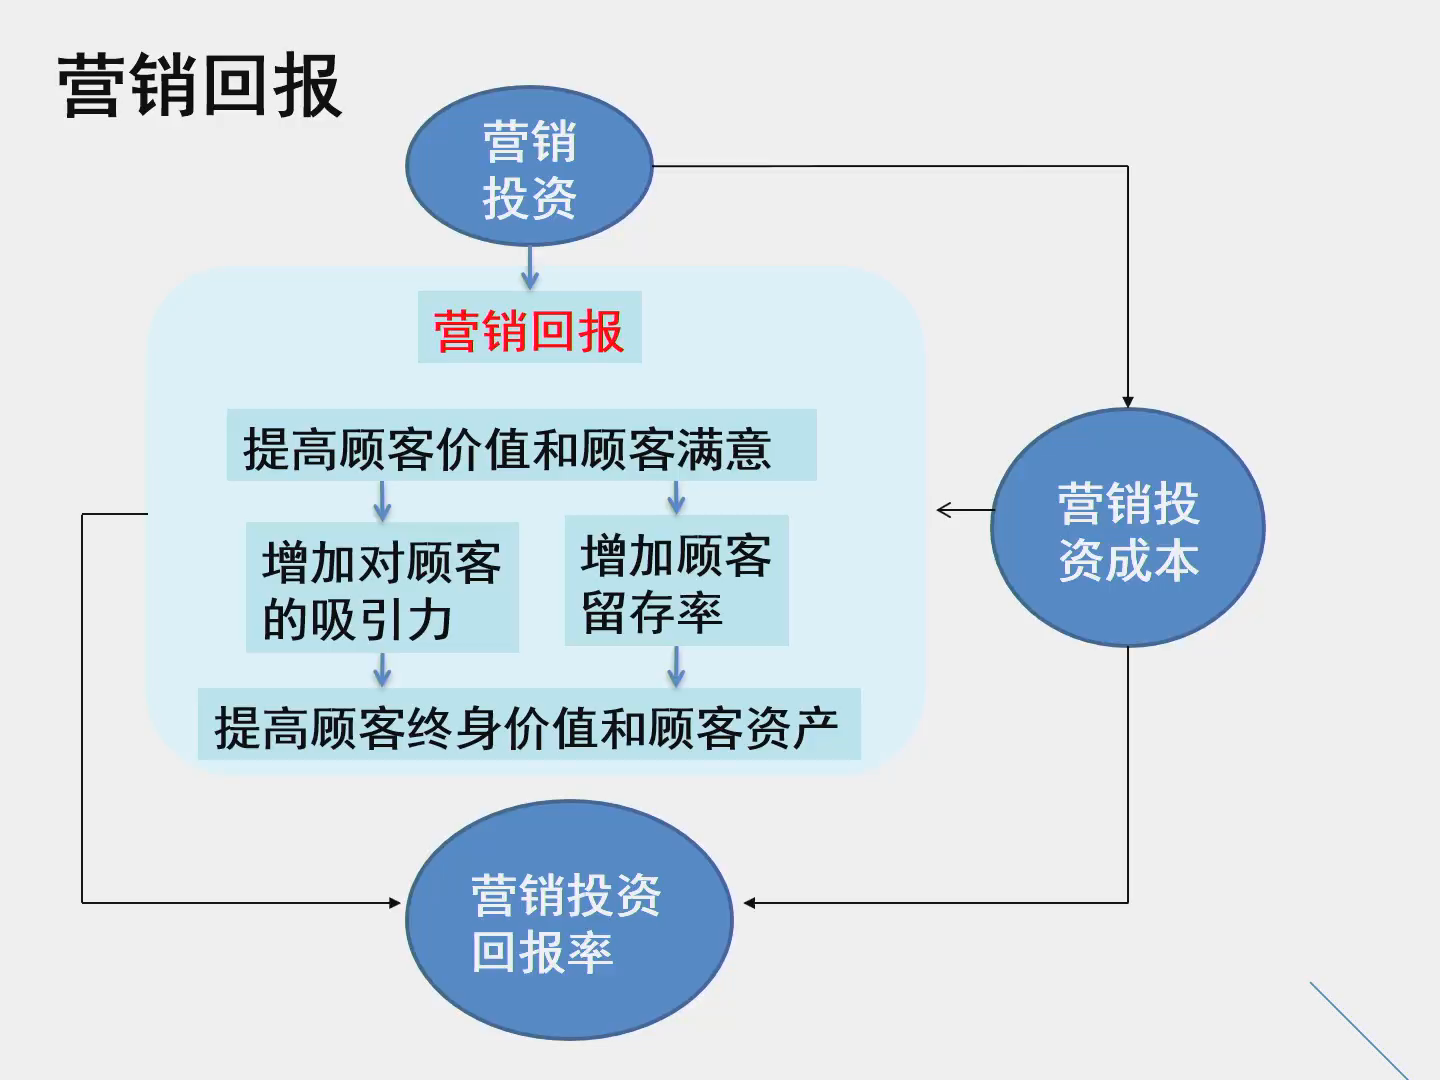 营销回报
营销
投资
营销回报
提高顾客价值和顾客满意
增加对顾客
的吸引力
增加顾客
留存率
提高顾客终身价值和顾客资产
营销投
资成本
营销投资
回报率